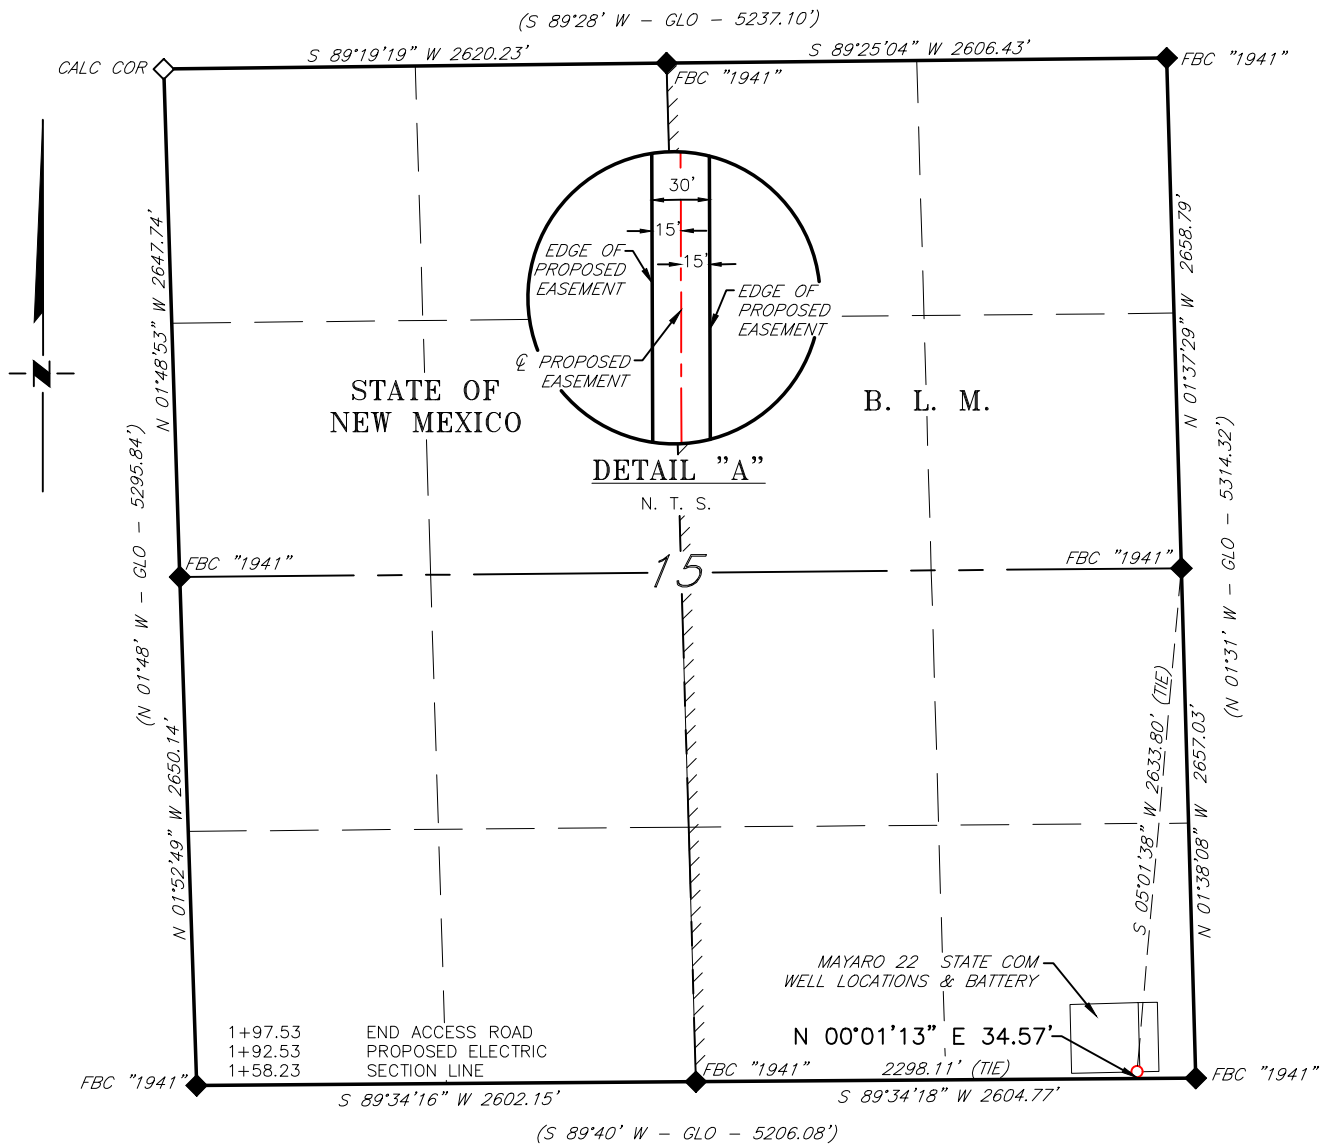 (S 89°28' W - GLO - 5237.10')
S 89°19'19" W 2620.23'
S 89°25'04" W 2606.43'
CALC COR
FBC "1941"
FBC "1941"
30'
15'
15'
EDGE OF
PROPOSED
EASEMENT
EDGE OF
PROPOSED
EASEMENT
℄ PROPOSED
EASEMENT
N 01°48'53" W 2647.74'
N 01°37'29" W 2658.79'
N
STATE OF
NEW MEXICO
B. L. M.
DETAIL "A"
N. T. S.
(N 01°48' W - GLO - 5295.84')
(N 01°31' W - GLO - 5314.32')
FBC "1941"
15
FBC "1941"
N 01°52'49" W 2650.14'
S 05°01'38" W 2633.80' (TIE)
N 01°38'08" W 2657.03'
MAYARO 22 STATE COM
WELL LOCATIONS & BATTERY
1+97.53 END ACCESS ROAD
1+92.53 PROPOSED ELECTRIC
1+58.23 SECTION LINE
N 00°01'13" E 34.57'
FBC "1941"
FBC "1941"
2298.11' (TIE)
FBC "1941"
S 89°34'16" W 2602.15'
S 89°34'18" W 2604.77'
(S 89°40' W - GLO - 5206.08')